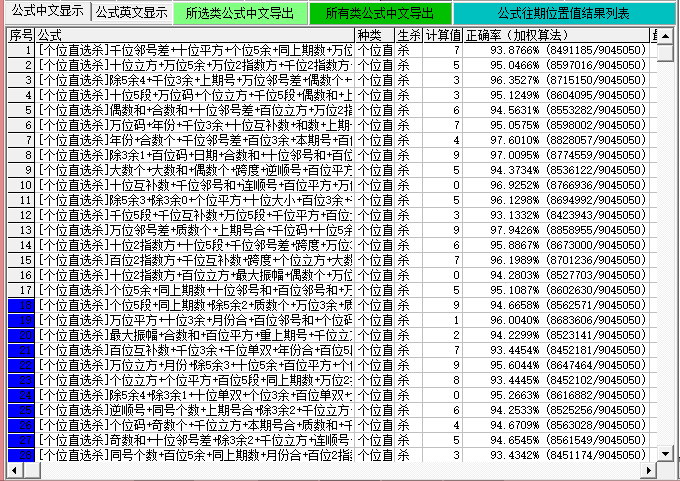 公式中文显示 公式英文显示 所选类公式中文导出 所有类公式中文导出 公式往期位置值结果列表
序号 公式 种类 生杀 计算值 正确率（加权算法）
1 [个位直选杀]千位邻号差+十位平方+个位5余+同上期数+万位 个位直 杀 7 93.8766% (8491185/9045050)
2 [个位直选杀]十位立方+万位5余+万位2指数方+千位2指数方- 个位直 杀 5 95.0466% (8597016/9045050)
3 [个位直选杀]除5余4+千位3余+上期号+万位邻号差+偶数个+ 个位直 杀 3 96.3527% (8715150/9045050)
4 [个位直选杀]十位5段+万位码+个位立方+千位5段+偶数和+上 个位直 杀 3 95.1249% (8604095/9045050)
5 [个位直选杀]偶数和+合数和+十位邻号差+百位立方+万位2指 个位直 杀 6 94.5631% (8553282/9045050)
6 [个位直选杀]万位码+年份+千位3余+十位互补数+和数+上期- 个位直 杀 7 95.0575% (8598002/9045050)
7 [个位直选杀]年份+合数个+千位邻号差+百位3余+本期号+百位 个位直 杀 4 97.6010% (8828057/9045050)
8 [个位直选杀]除3余1+百位码+日期+合数和+十位邻号和+百位 个位直 杀 9 97.0095% (8774559/9045050)
9 [个位直选杀]大数个+大数和+偶数个+跨度+逆顺号+百位平方 个位直 杀 5 94.3734% (8536122/9045050)
10 [个位直选杀]十位互补数+千位邻号和+连顺号+百位平方+万位 个位直 杀 0 96.9252% (8766936/9045050)
11 [个位直选杀]除5余3+除3余0+个位平方+十位大小+百位3余+ 个位直 杀 5 96.1298% (8694992/9045050)
12 [个位直选杀]千位5段+千位互补数+万位5段+千位平方+百位 个位直 杀 3 93.1332% (8423943/9045050)
13 [个位直选杀]万位邻号差+质数个+上期号合+千位码+十位5余 个位直 杀 9 97.9426% (8858955/9045050)
14 [个位直选杀]十位2指数方+十位5段+千位邻号差+跨度+万位3 个位直 杀 6 95.8867% (8673000/9045050)
15 [个位直选杀]百位2指数方+千位互补数+跨度+个位立方+大数 个位直 杀 7 96.1989% (8701236/9045050)
16 [个位直选杀]十位2指数方+百位立方+最大振幅+偶数个+万位 个位直 杀 0 94.2803% (8527703/9045050)
17 [个位直选杀]个位5余+同上期数+十位邻号和+百位邻号和+万 个位直 杀 5 95.1087% (8602630/9045050)
18 [个位直选杀]个位5段+同上期数+除5余2+质数个+万位3余+质 个位直 杀 9 94.6658% (8562571/9045050)
19 [个位直选杀]万位平方+十位3余+月份合+百位邻号和+个位码 个位直 杀 1 96.0040% (8683606/9045050)
20 [个位直选杀]最大振幅+合数和+百位平方+重上期号+千位立方 个位直 杀 2 94.2299% (8523141/9045050)
21 [个位直选杀]百位互补数+千位3余+千位单双+年份合+百位5 个位直 杀 7 93.4454% (8452181/9045050)
22 [个位直选杀]万位立方+月份+除5余3+十位5余+百位平方+个位 个位直 杀 9 95.6044% (8647464/9045050)
23 [个位直选杀]个位立方+个位平方+百位5段+同上期数+万位2 个位直 杀 8 93.4445% (8452102/9045050)
24 [个位直选杀]除5余4+除3余1+十位单双+个位3余+百位单双+ 个位直 杀 0 95.2663% (8616882/9045050)
25 [个位直选杀]逆顺号+同号个数+上期号合+除3余2+千位立方- 个位直 杀 6 94.2533% (8525256/9045050)
26 [个位直选杀]个位码+奇数个+千位立方+本期号合+质数和+千 个位直 杀 4 94.6709% (8563028/9045050)
27 [个位直选杀]奇数和+十位邻号差+除3余2+千位立方+连顺号- 个位直 杀 5 94.6545% (8561549/9045050)
28 [个位直选杀]同号个数+百位5余+同上期数+月份合+百位2指 个位直 杀 3 93.4342% (8451174/9045050)